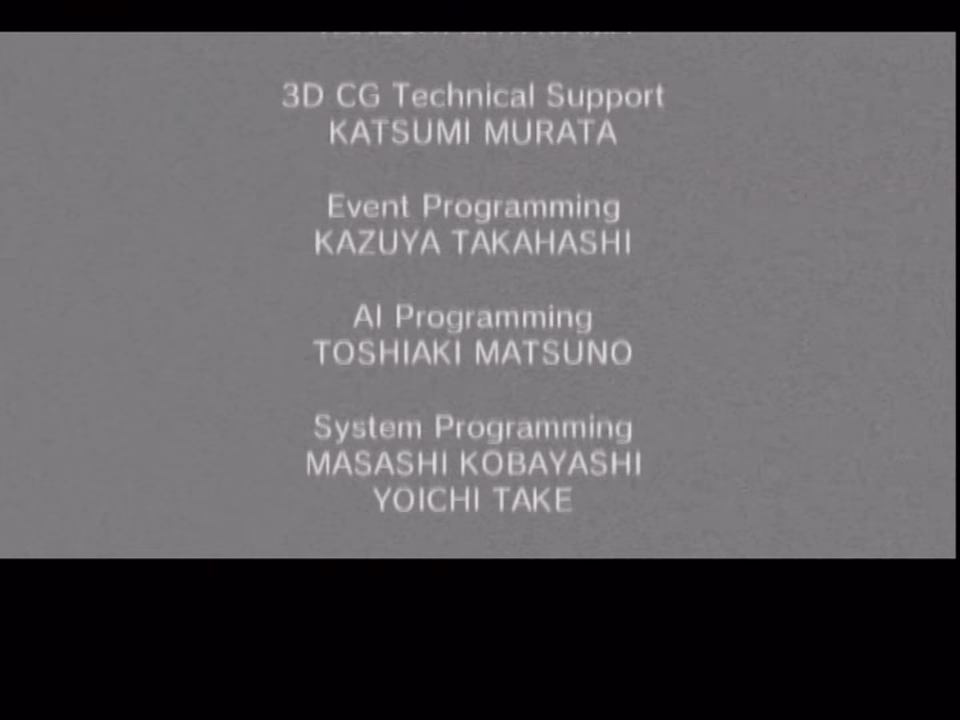 3D CG Technical Support
KATSUMI MURATA
Event Programming
KAZUYA TAKAHASHI
AI Programming
TOSHIAKI MATSUNO
System Programming
MASASHI KOBAYASHI
YOICHI TAKE